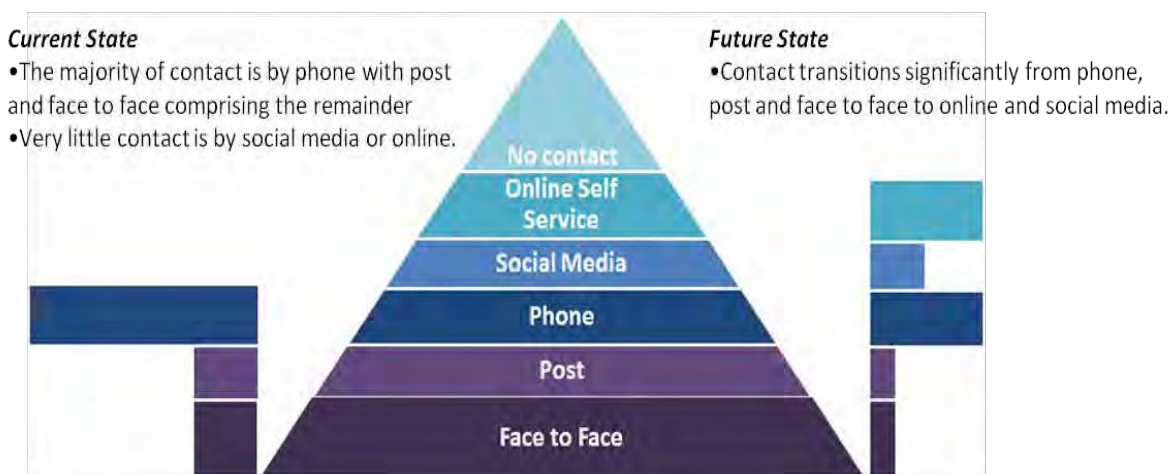 Current State
•The majority of contact is by phone with post
and face to face comprising the remainder
•Very little contact is by social media or online.
Future State
•Contact transitions significantly from phone,
post and face to face to online and social media.
No contact
Online Self
Service
Social Media
Phone
Post
Face to Face